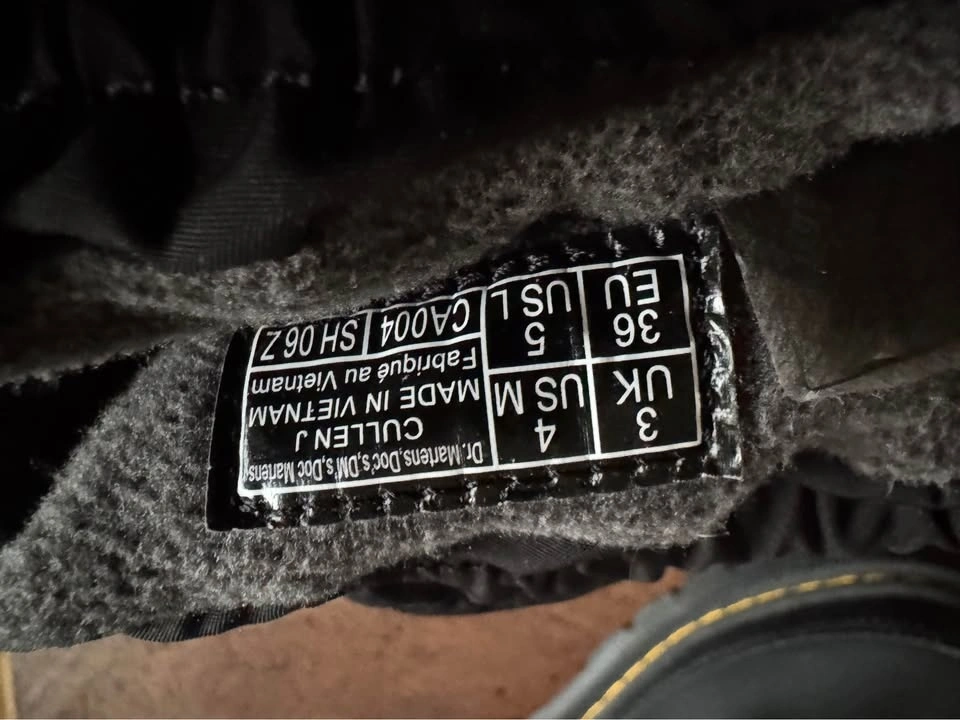 3
UK
4
US M
36
EU
5
US L
Dr.Martens,Doc's,DM's,Doc Martens
CULLEN J
MADE IN VIETNAM
Fabriqué au Vietnam
CA004 SH 06 Z